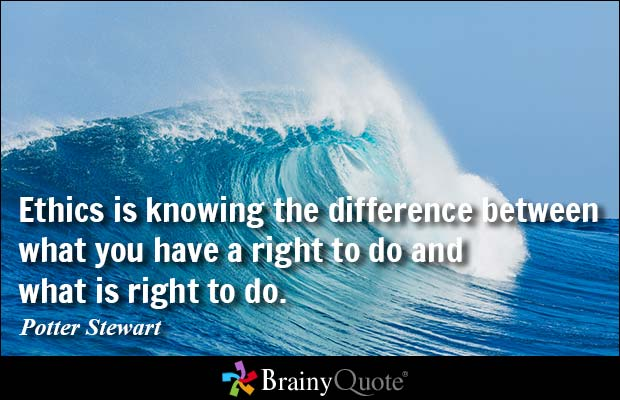 Ethics is knowing the difference between
what you have a right to do and
what is right to do.
Potter Stewart
BrainyQuote®